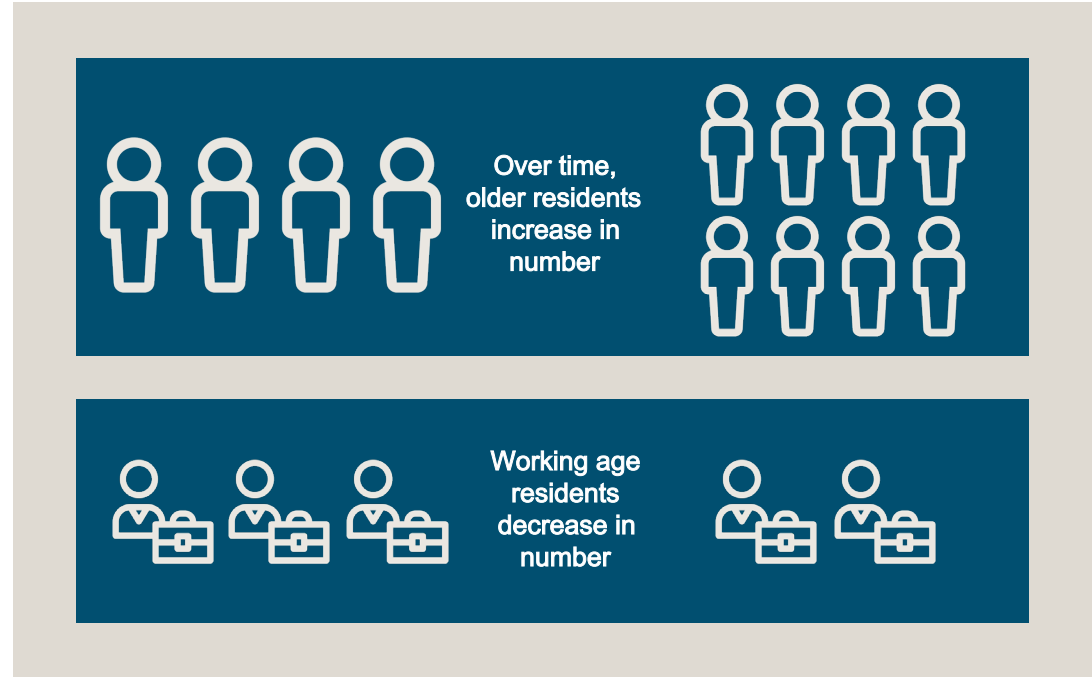 Over time,
older residents
increase in
number
Working age
residents
decrease in
number